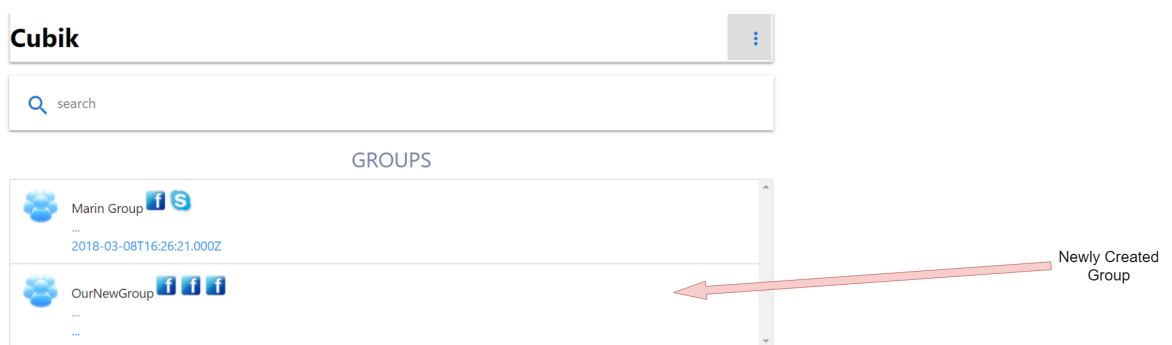 Cubik
search
GROUPS
Marin Group
...
2018-03-08T16:26:21.000Z
OurNewGroup
...
...
Newly Created
Group